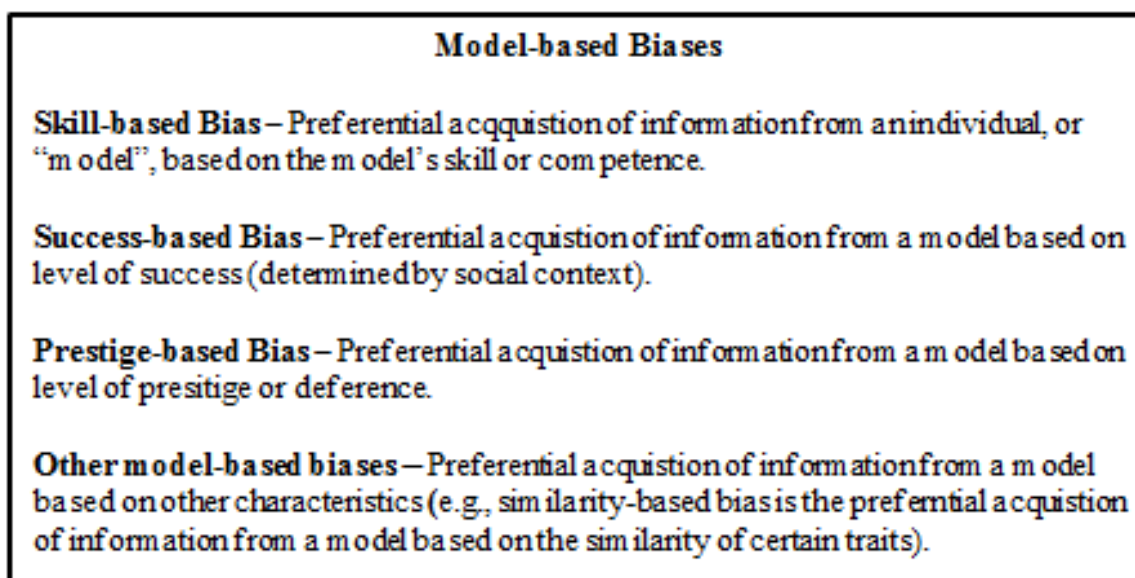 Model-based Biases
Skill-based Bias – Preferential acqquistion of information from an individual, or
“model”, based on the model’s skill or competence.
Success-based Bias – Preferential acquistion of information from a model based on
level of success (determined by social context).
Prestige-based Bias – Preferential acquistion of information from a model based on
level of presitige or deference.
Other model-based biases – Preferential acquistion of information from a model
based on other characteristics (e.g., similarity-based bias is the preferntial acquistion
of information from a model based on the similarity of certain traits).